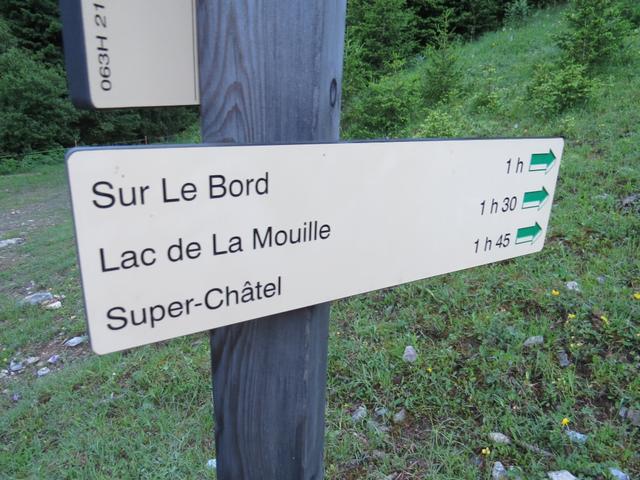 063H 21
Sur Le Bord 1 h
Lac de La Mouille 1 h 30
Super-Châtel 1 h 45